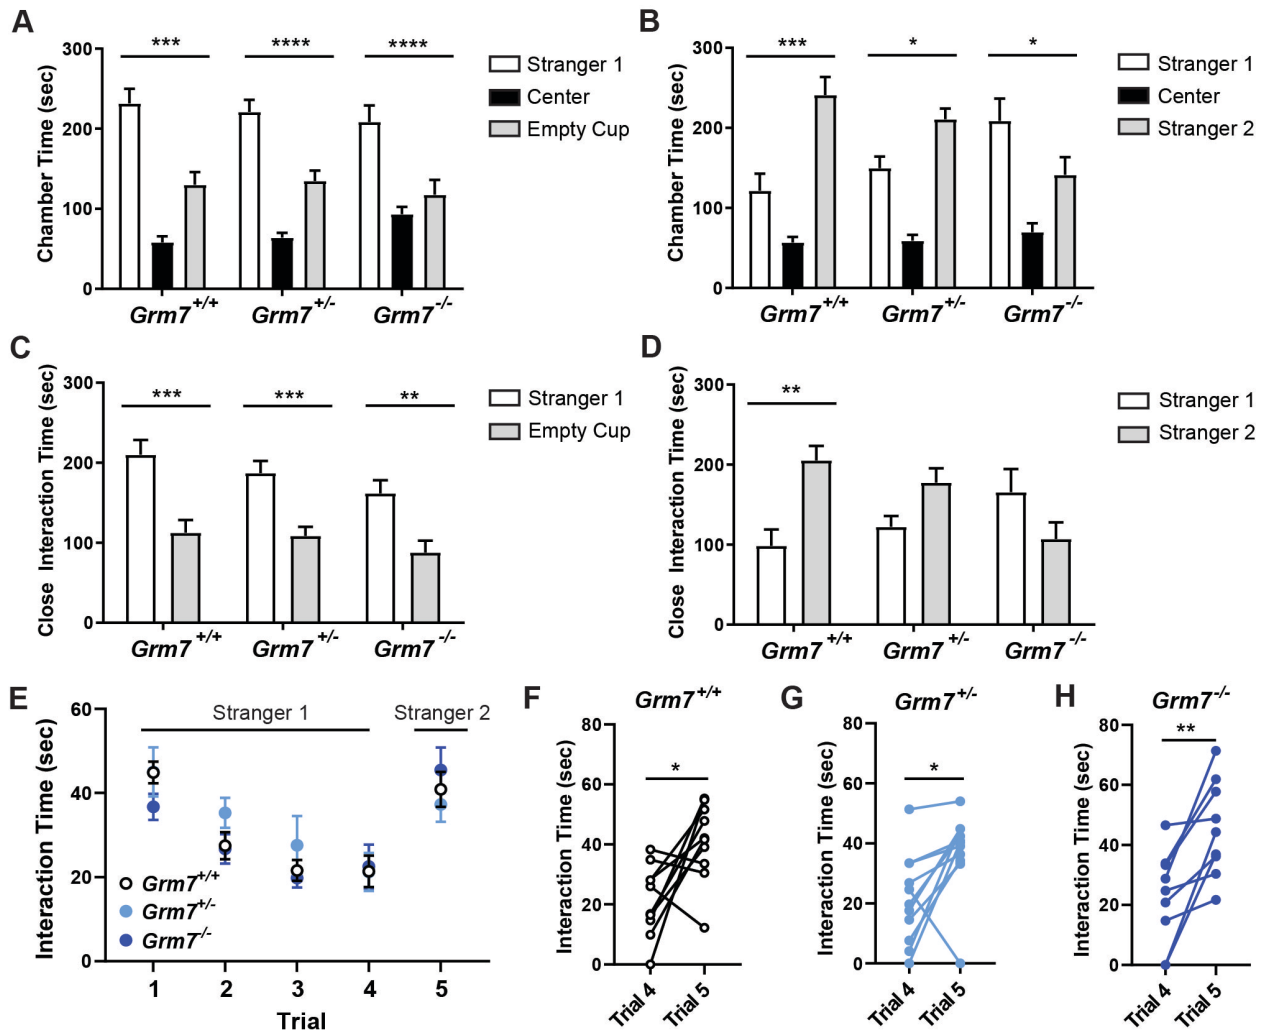 A
B
*** **** ****
*** * *
300
200
100
0
Chamber Time (sec)
Stranger 1
Center
Empty Cup
Grm7+/+ Grm7+/- Grm7-/-
300
200
100
0
Chamber Time (sec)
Stranger 1
Center
Stranger 2
Grm7+/+ Grm7+/- Grm7-/-
C
D
*** *** **
**
300
200
100
0
Close Interaction Time (sec)
Stranger 1
Empty Cup
Grm7+/+ Grm7+/- Grm7-/-
300
200
100
0
Close Interaction Time (sec)
Stranger 1
Stranger 2
Grm7+/+ Grm7+/- Grm7-/-
E
Stranger 1 Stranger 2
60
40
20
0
Interaction Time (sec)
Grm7+/+
Grm7+/-
Grm7-/-
1 2 3 4 5
Trial
F
Grm7+/+
*
80
60
40
20
0
Interaction Time (sec)
Trial 4 Trial 5
G
Grm7+/-
*
80
60
40
20
0
Interaction Time (sec)
Trial 4 Trial 5
H
Grm7-/-
**
80
60
40
20
0
Interaction Time (sec)
Trial 4 Trial 5